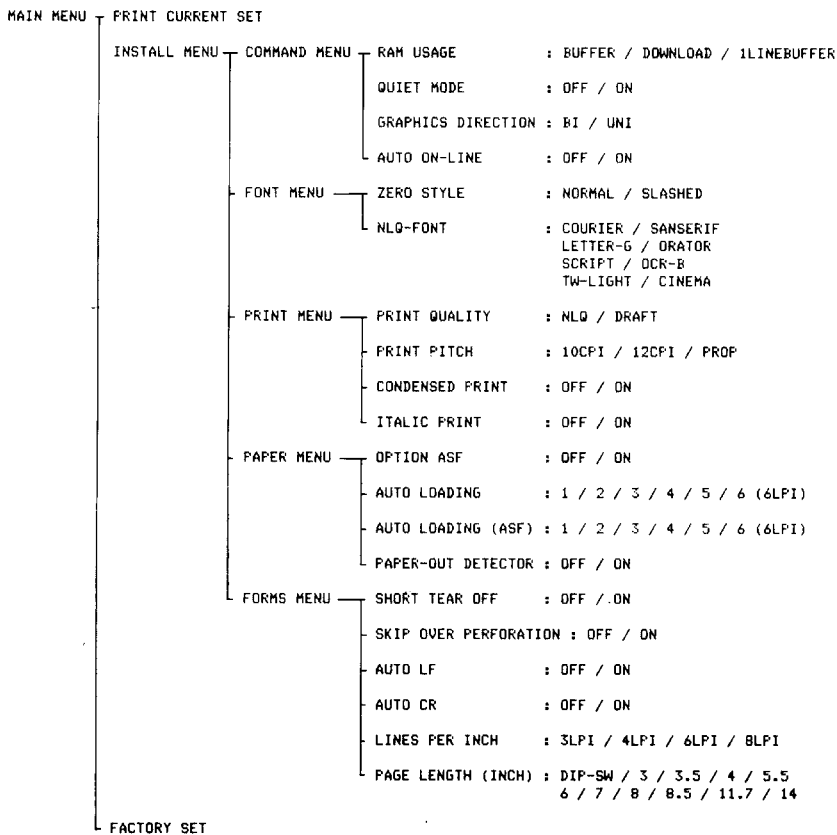 MAIN MENU PRINT CURRENT SET
INSTALL MENU COMMAND MENU RAM USAGE : BUFFER / DOWNLOAD / 1LINEBUFFER
QUIET MODE : OFF / ON
GRAPHICS DIRECTION : BI / UNI
AUTO ON-LINE : OFF / ON
FONT MENU ZERO STYLE : NORMAL / SLASHED
NLQ-FONT : COURIER / SANSERIF
LETTER-G / ORATOR
SCRIPT / OCR-B
TW-LIGHT / CINEMA
PRINT MENU PRINT QUALITY : NLQ / DRAFT
PRINT PITCH : 10CPI / 12CPI / PROP
CONDENSED PRINT : OFF / ON
ITALIC PRINT : OFF / ON
PAPER MENU OPTION ASF : OFF / ON
AUTO LOADING : 1 / 2 / 3 / 4 / 5 / 6 (6LPI)
AUTO LOADING (ASF) : 1 / 2 / 3 / 4 / 5 / 6 (6LPI)
PAPER-OUT DETECTOR : OFF / ON
FORMS MENU SHORT TEAR OFF : OFF / ON
SKIP OVER PERFORATION : OFF / ON
AUTO LF : OFF / ON
AUTO CR : OFF / ON
LINES PER INCH : 3LPI / 4LPI / 6LPI / 8LPI
PAGE LENGTH (INCH) : DIP-SW / 3 / 3.5 / 4 / 5.5
6 / 7 / 8 / 8.5 / 11.7 / 14
FACTORY SET